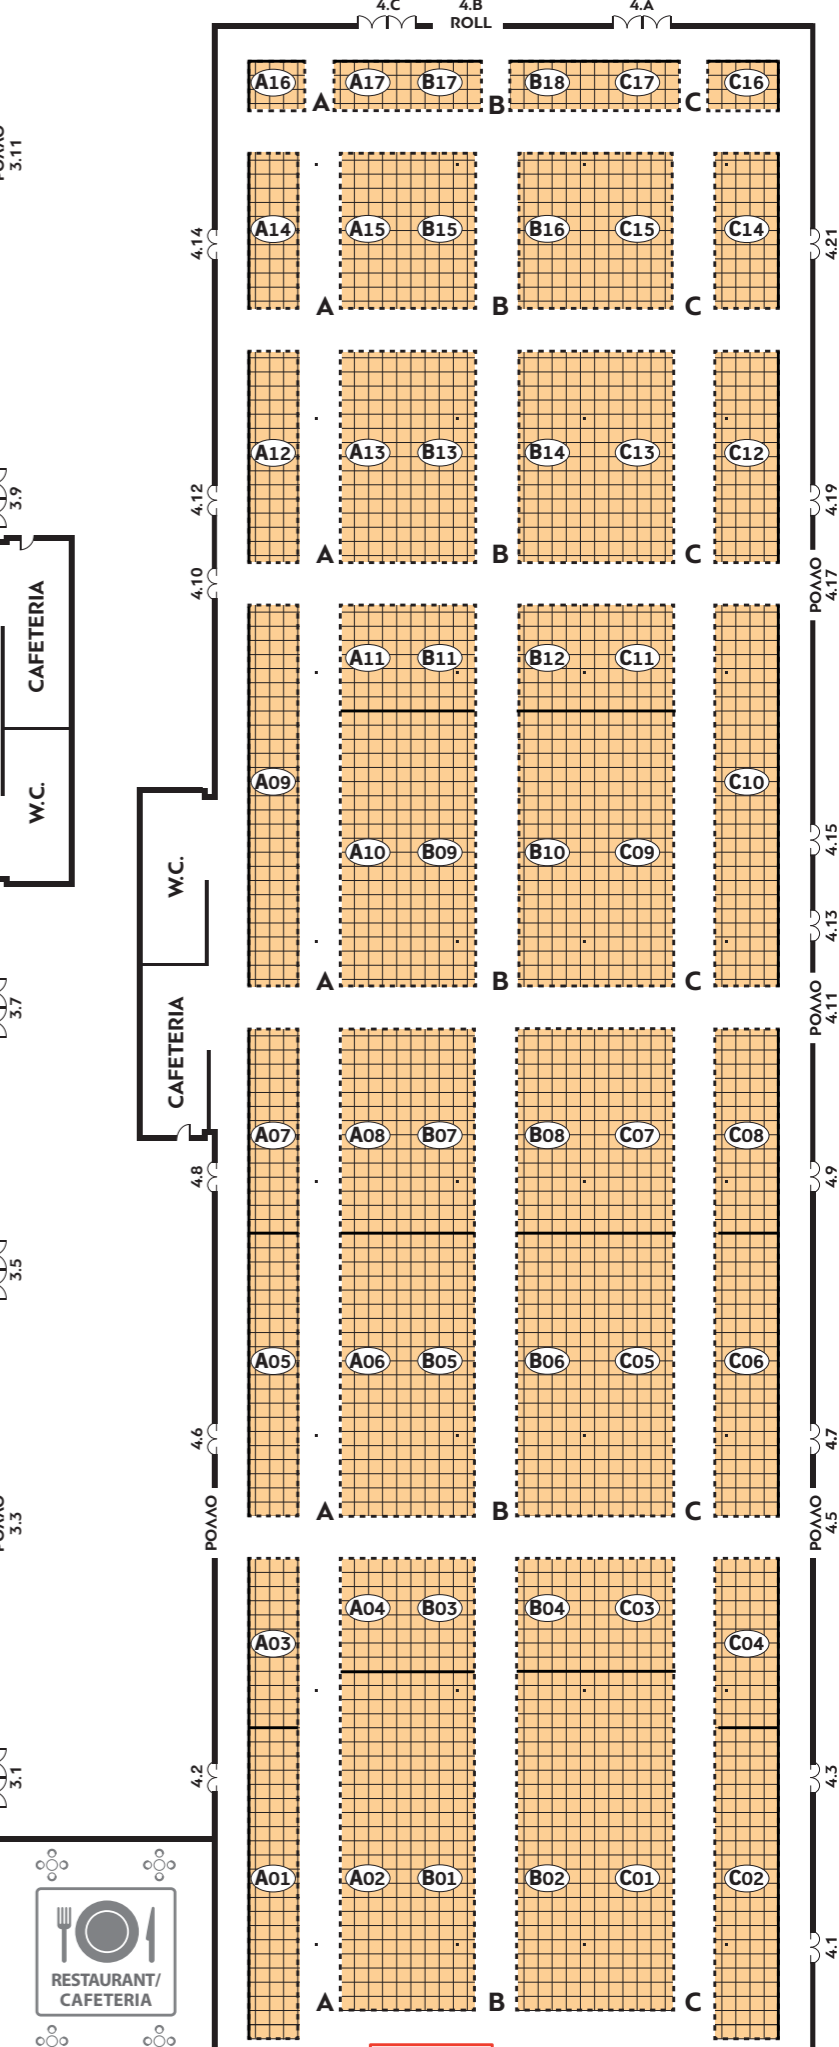 4.C 4.B 4.A
ROLL
A16 A17 B17 B18 C17 C16
A B C
3.11
A14 A15 B15 B16 C15 C14
4.14 4.21
A B C
A12 A13 B13 B14 C13 C12
3.9 4.12 4.19
A B C
4.10 ΡΟΛΛΟ 4.17
CAFETERIA
A11 B11 B12 C11
W.C.
A09 C10
4.15
A10 B09 B10 C09
W.C.
4.13
A B C
3.7 ΡΟΛΛΟ 4.11
CAFETERIA
A07 A08 B07 B08 C07 C08
4.8 4.9
3.5
A05 A06 B05 B06 C05 C06
4.6 4.7
A B C
3.3 ΡΟΛΛΟ ΡΟΛΛΟ 4.5
A04 B03 B04 C03
A03 C04
3.1 4.2 4.3
A01 A02 B01 B02 C01 C02
4.1
RESTAURANT/
CAFETERIA
A B C